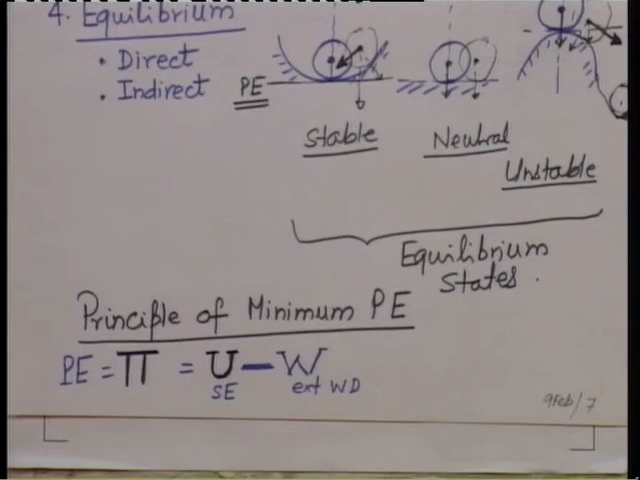 4. Equilibrium
• Direct
• Indirect
PE
Stable
Neutral
Unstable
Equilibrium
States.
Principle of Minimum PE
PE = Π = U - W
SE ext WD
9Feb/7